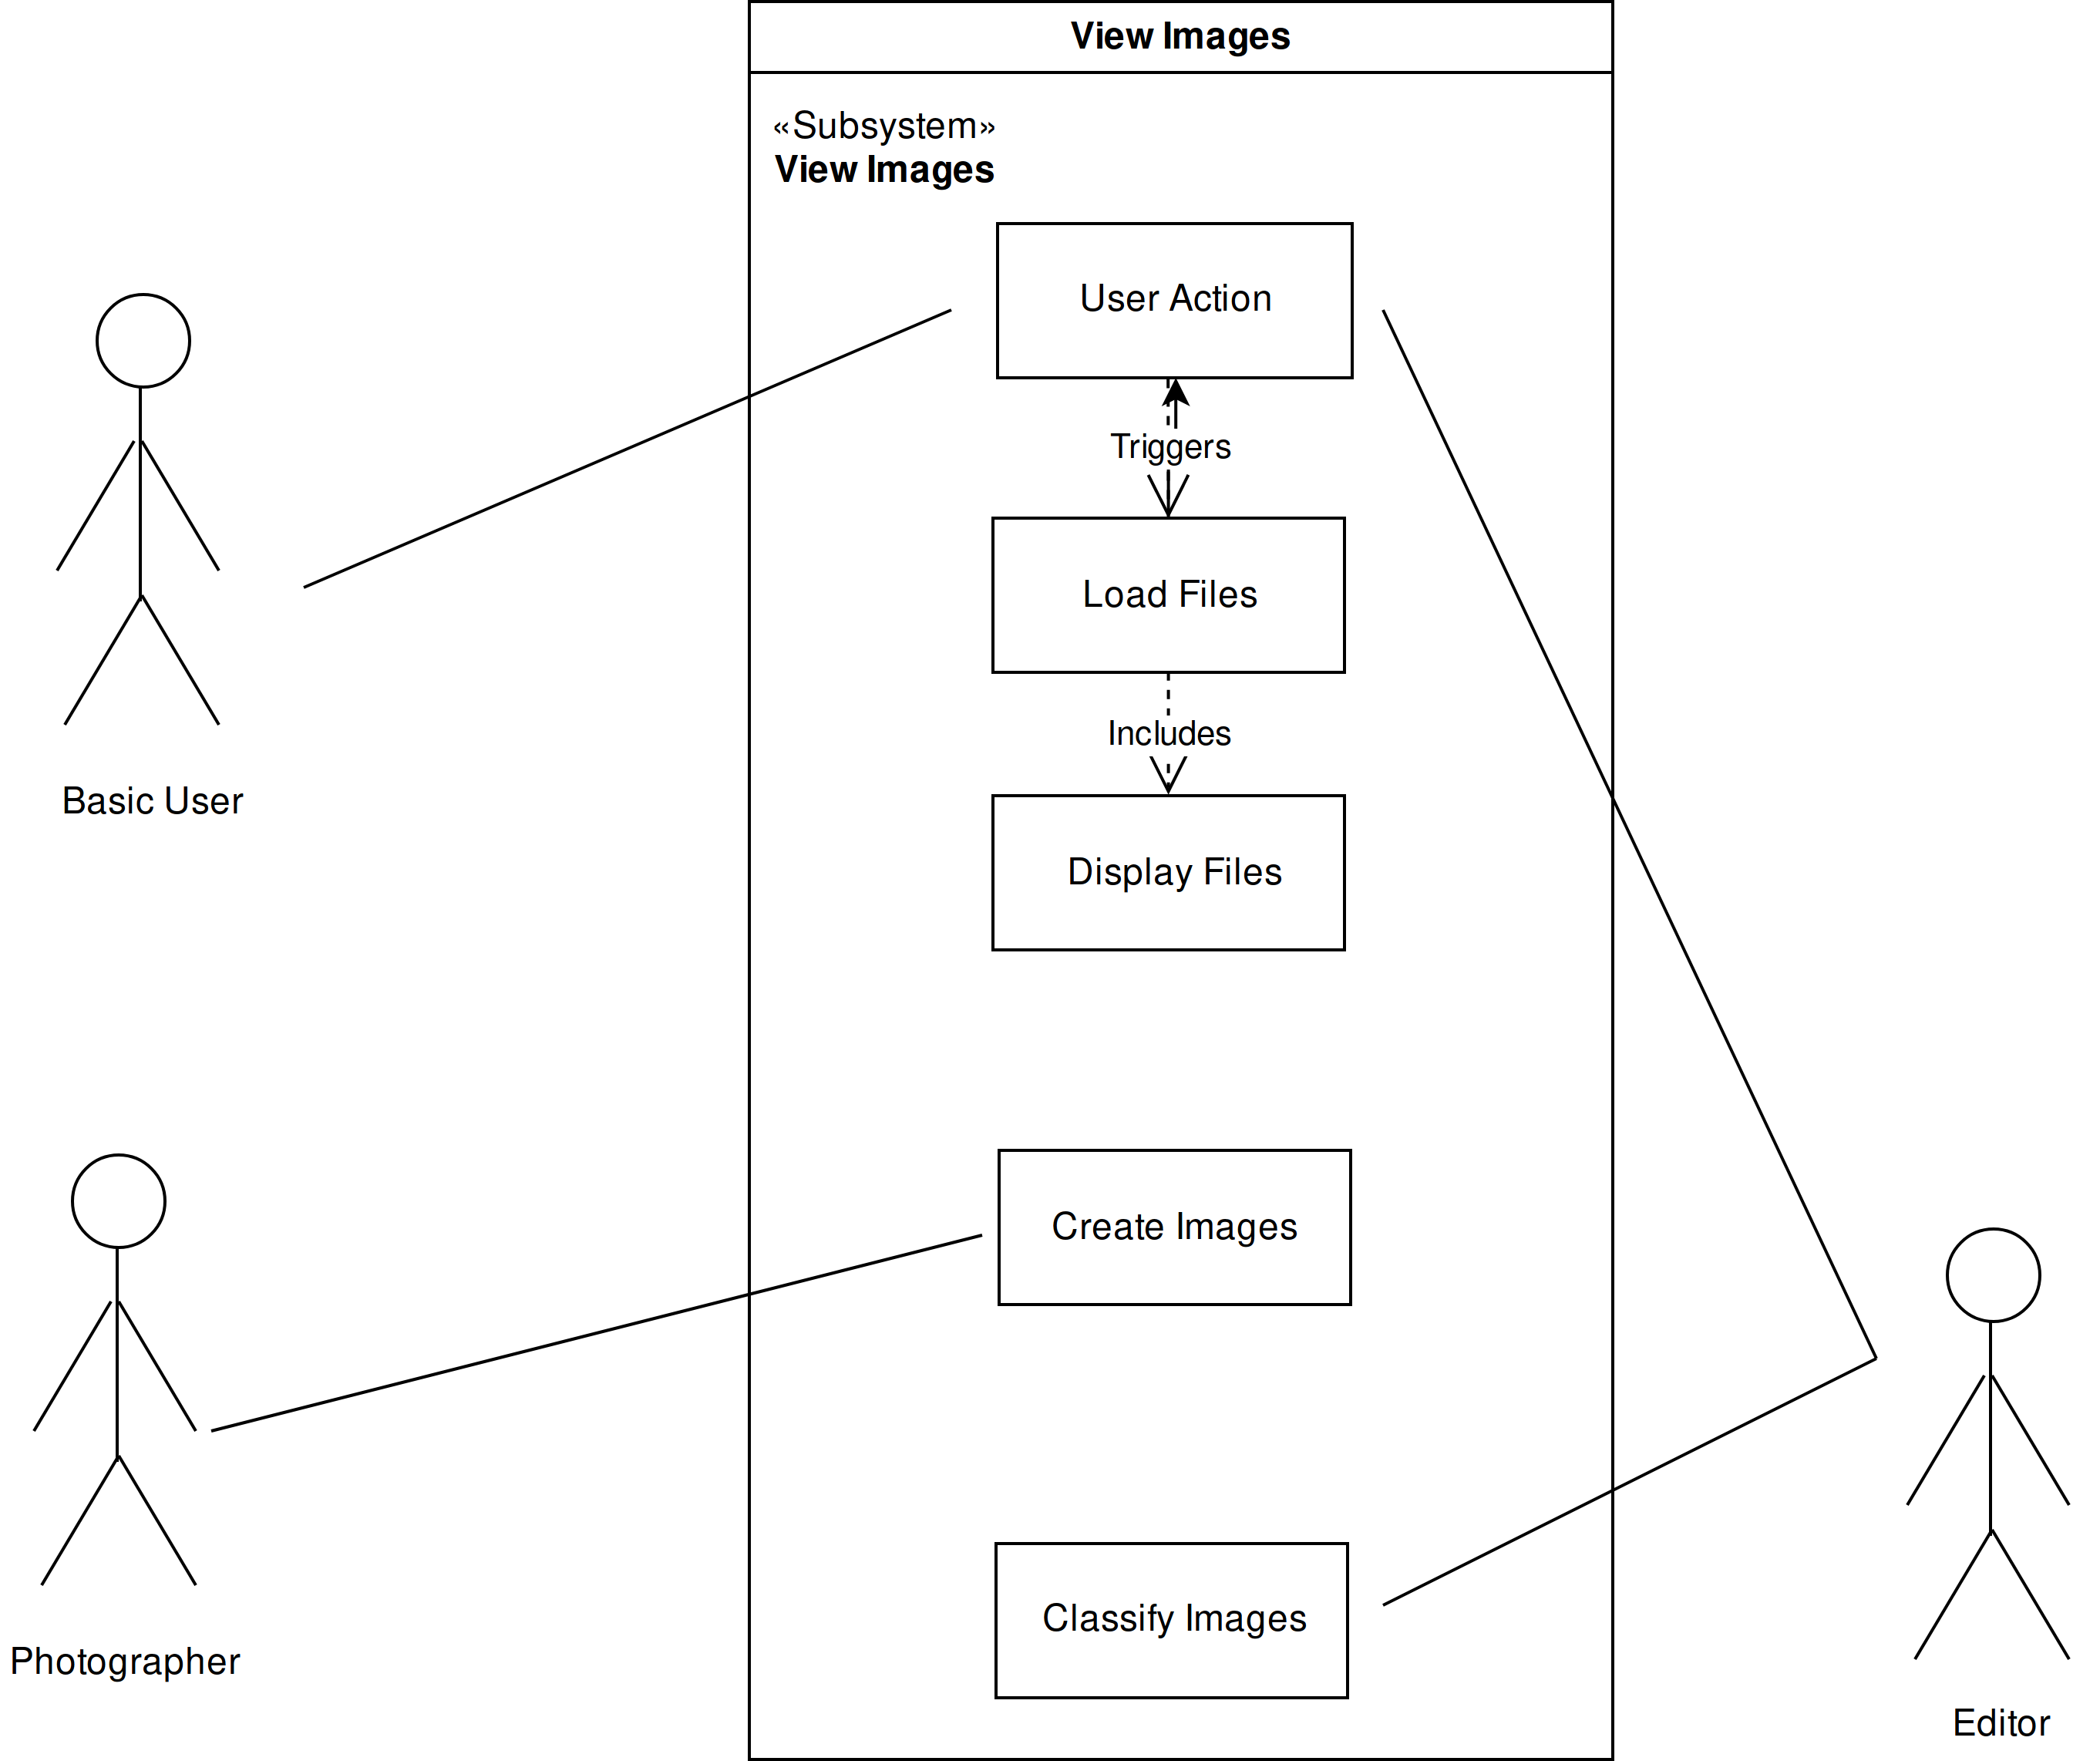 View Images
«Subsystem»
View Images
User Action
Triggers
Load Files
Includes
Basic User
Display Files
Create Images
Classify Images
Photographer
Editor